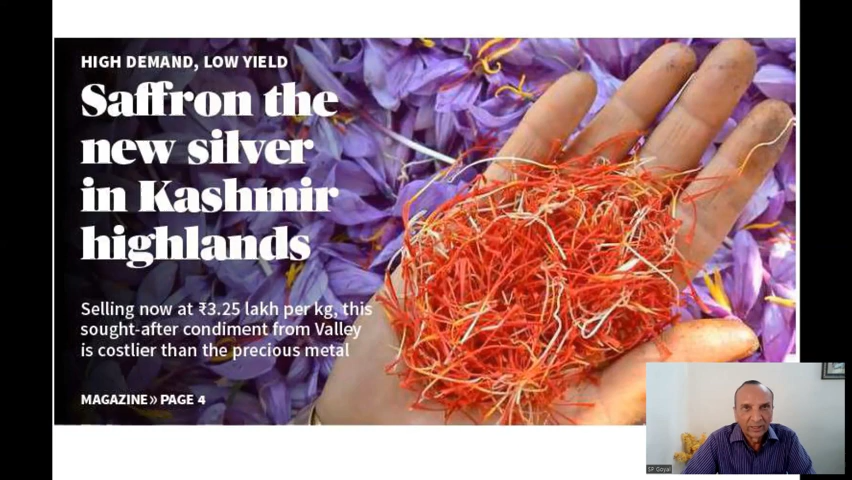 HIGH DEMAND, LOW YIELD
Saffron the
new silver
in Kashmir
highlands
Selling now at ₹3.25 lakh per kg, this
sought-after condiment from Valley
is costlier than the precious metal
MAGAZINE» PAGE 4
SP Goyal